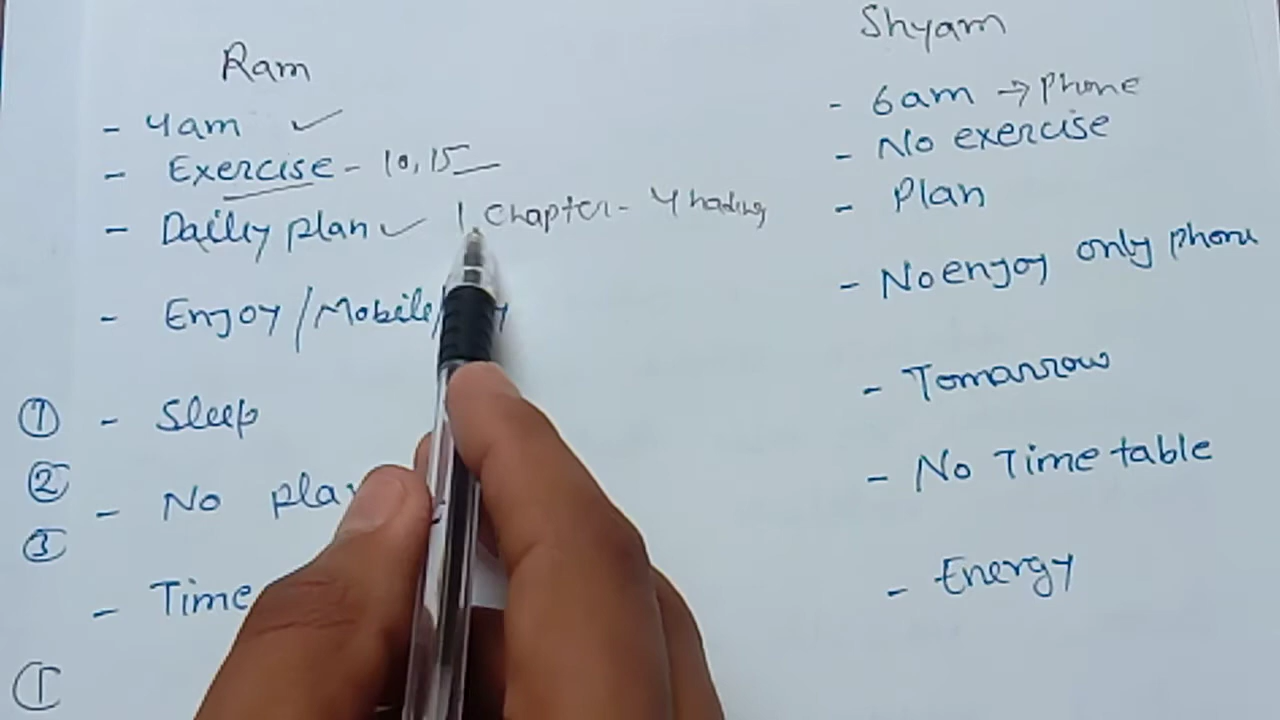 Ram
- 4am ✓
- Exercise - 10, 15
- Daily plan ✓ 1 Chapter - 4 hading
- Enjoy / Mobile /
① - Sleep
② - No
③
- Time
①
Shyam
- 6am → Phone
- No exercise
- Plan
- No enjoy only phone
- Tomarrow
- No Time table
- Energy